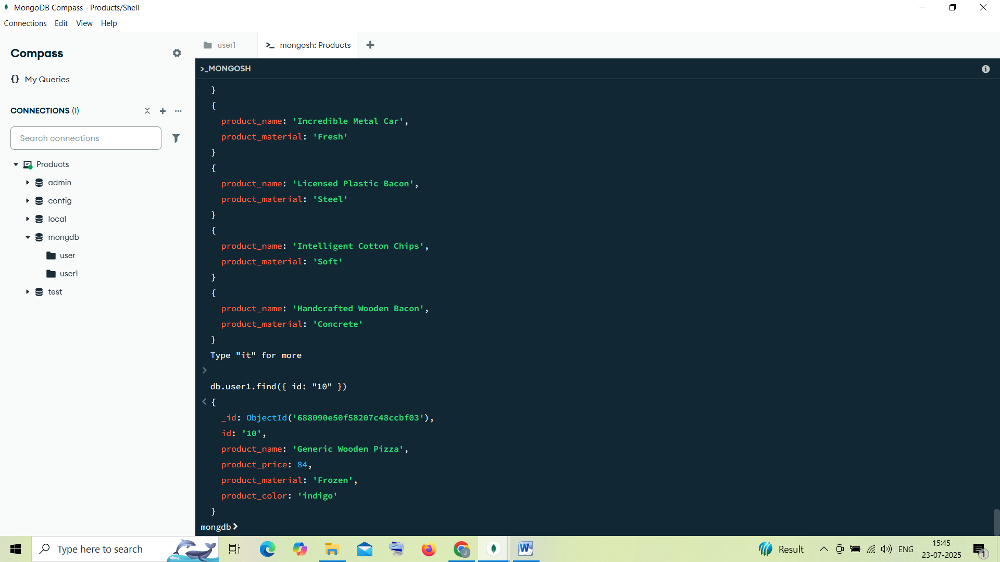 MongoDB Compass - Products/Shell
Connections Edit View Help
Compass
{} My Queries
CONNECTIONS (1)
Search connections
Products
admin
config
local
mongdb
user
user1
test
user1
>_ mongosh: Products
>_MONGOSH
}
{
product_name: 'Incredible Metal Car',
product_material: 'Fresh'
}
{
product_name: 'Licensed Plastic Bacon',
product_material: 'Steel'
}
{
product_name: 'Intelligent Cotton Chips',
product_material: 'Soft'
}
{
product_name: 'Handcrafted Wooden Bacon',
product_material: 'Concrete'
}
Type "it" for more
>
db.user1.find({ id: "10" })
< {
_id: ObjectId('688090e50f58207c48ccbf03'),
id: '10',
product_name: 'Generic Wooden Pizza',
product_price: 84,
product_material: 'Frozen',
product_color: 'indigo'
}
mongdb>
Type here to search
Result
ENG
15:45
23-07-2025
1